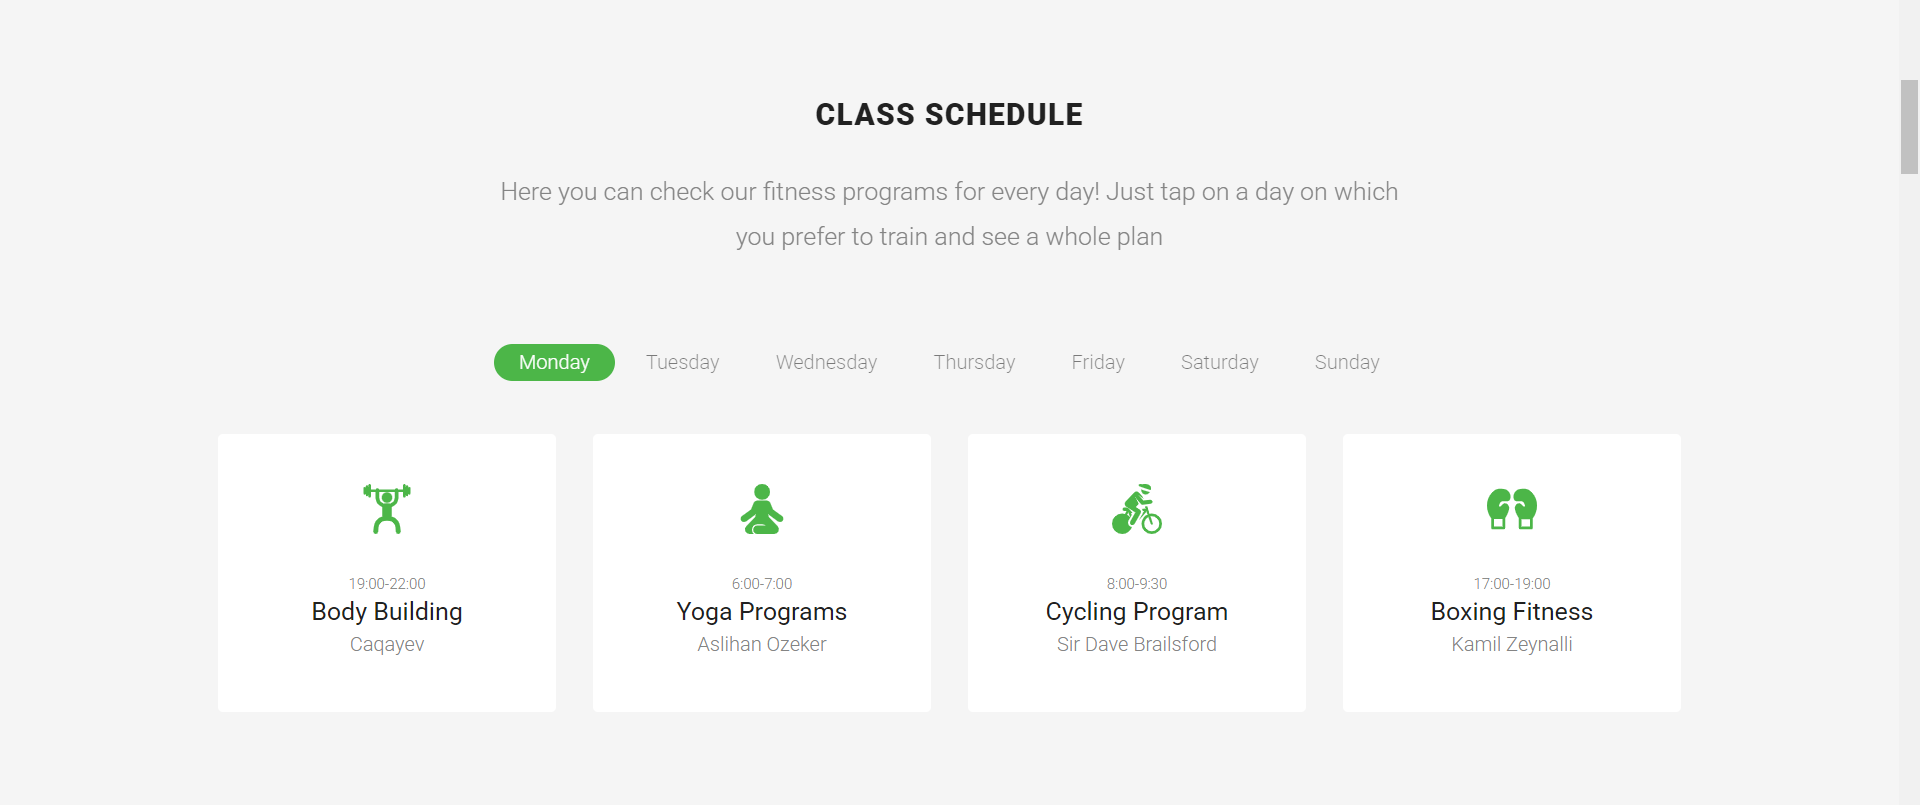 CLASS SCHEDULE
Here you can check our fitness programs for every day! Just tap on a day on which
you prefer to train and see a whole plan
Monday Tuesday Wednesday Thursday Friday Saturday Sunday
19:00-22:00
Body Building
Caqayev
6:00-7:00
Yoga Programs
Aslihan Ozeker
8:00-9:30
Cycling Program
Sir Dave Brailsford
17:00-19:00
Boxing Fitness
Kamil Zeynalli